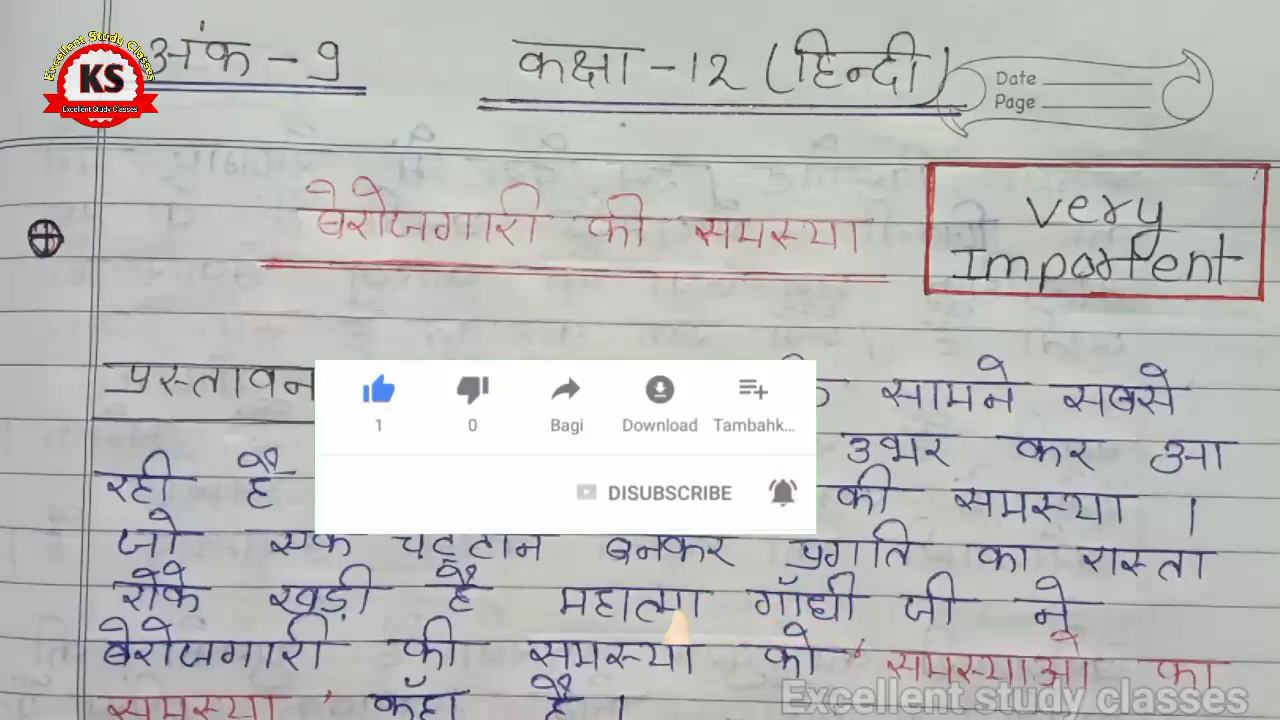 Excellent Study Classes
KS
Excellent Study Classes
अंक - 9
कक्षा - 12 (हिन्दी)
Date
Page
बेरोजगारी की समस्या
very
Importent
प्रस्तावन
सामने सबसे
उभर कर आ
रही है
की समस्या ।
1 0 Bagi Download Tambahk...
DISUBSCRIBE
जो एक चट्टान बनकर प्रगति का रास्ता
रोके खड़ी है महात्मा गाँधी जी ने
बेरोजगारी की समस्या को ' समस्याओं का
समस्या ' कहाँ है ।
Excellent study classes